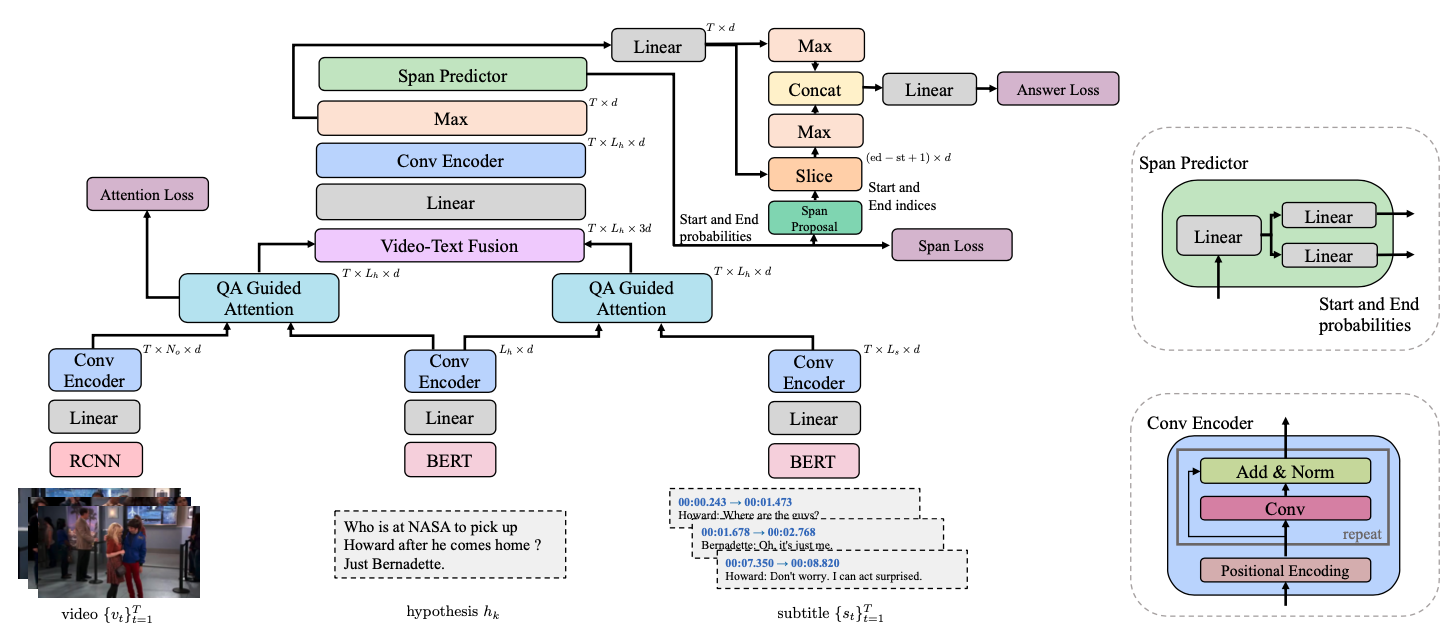 Linear
T × d
Max
Span Predictor
Concat
Linear
Answer Loss
Max
T × d
Max
Conv Encoder
T × L_h × d
Slice
(ed − st + 1) × d
Attention Loss
Linear
Start and
End indices
Span
Proposal
Start and End
probabilities
Video-Text Fusion
T × L_h × 3d
Span Loss
QA Guided
Attention
T × L_h × d
QA Guided
Attention
T × L_h × d
Conv
Encoder
T × N_o × d
Conv
Encoder
L_h × d
Conv
Encoder
T × L_s × d
Linear
Linear
Linear
RCNN
BERT
BERT
Who is at NASA to pick up
Howard after he comes home ?
Just Bernadette.
00:00.243 → 00:01.473
Howard: Where are the guys?
00:01.678 → 00:02.768
Bernadette: Oh, it's just me.
00:07.350 → 00:08.820
Howard: Don't worry. I can act surprised.
video {v_t}_{t=1}^T
hypothesis h_k
subtitle {s_t}_{t=1}^T
Span Predictor
Linear
Linear
Linear
Start and End
probabilities
Conv Encoder
Add & Norm
Conv
repeat
Positional Encoding